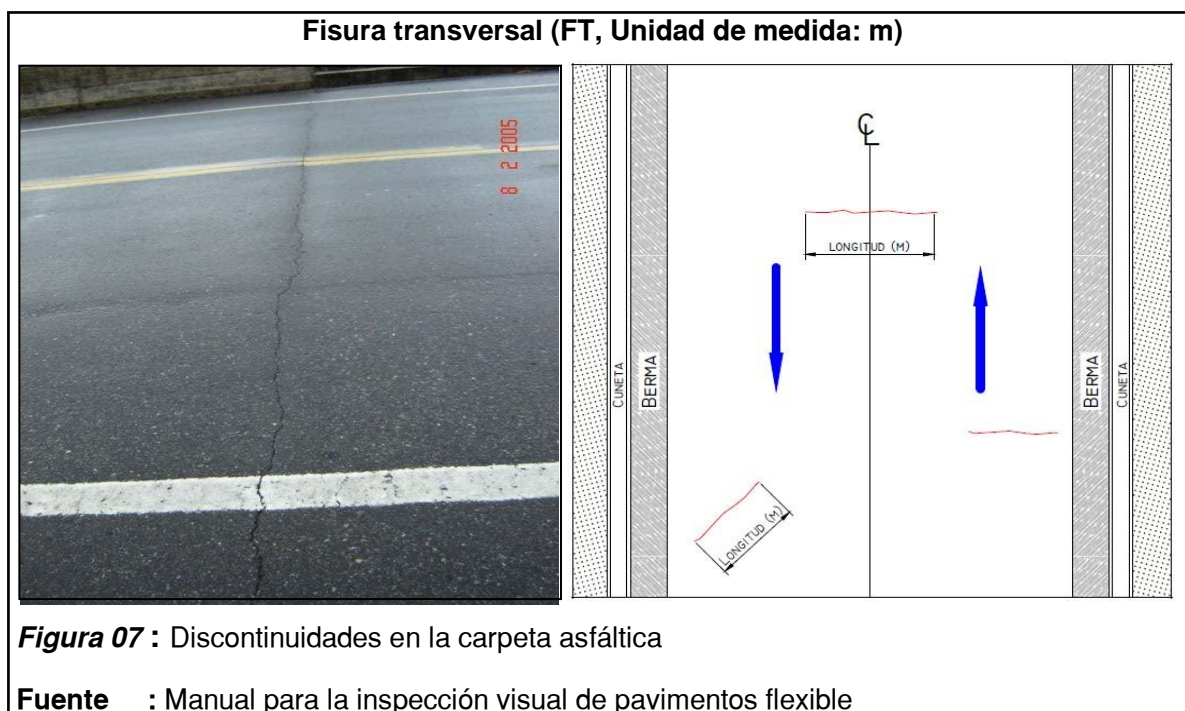 Fisura transversal (FT, Unidad de medida: m)
8 2 2005
CL
LONGITUD (M)
CUNETA
BERMA
BERMA
CUNETA
LONGITUD (M)
Figura 07 : Discontinuidades en la carpeta asfáltica
Fuente : Manual para la inspección visual de pavimentos flexible